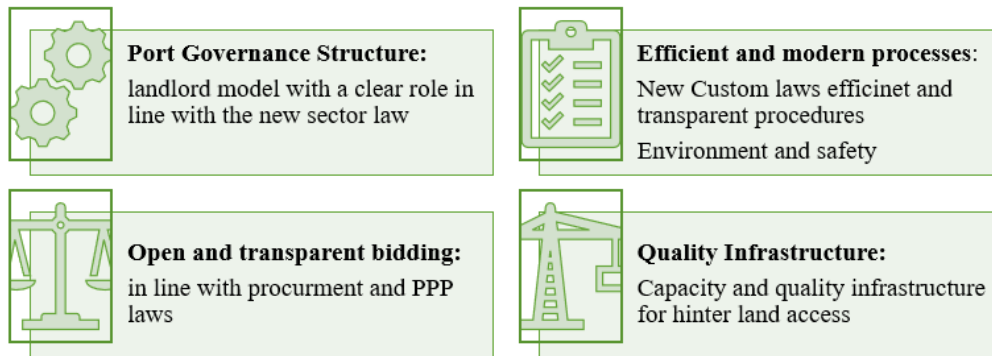 Port Governance Structure:
landlord model with a clear role in
line with the new sector law
Efficient and modern processes:
New Custom laws efficinet and
transparent procedures
Environment and safety
Open and transparent bidding:
in line with procurment and PPP
laws
Quality Infrastructure:
Capacity and quality infrastructure
for hinter land access